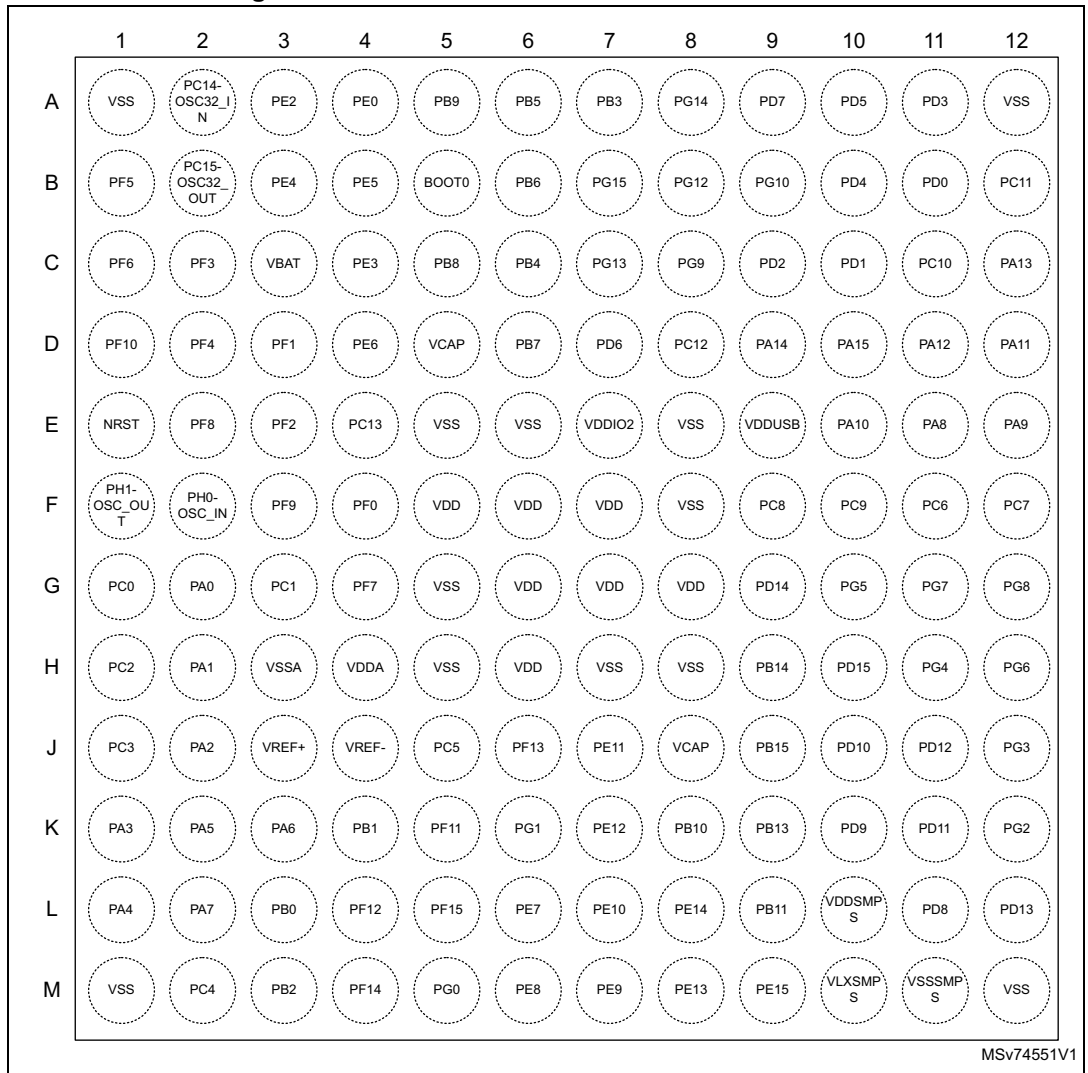 1 2 3 4 5 6 7 8 9 10 11 12
A VSS PC14-OSC32_IN PE2 PE0 PB9 PB5 PB3 PG14 PD7 PD5 PD3 VSS
B PF5 PC15-OSC32_OUT PE4 PE5 BOOT0 PB6 PG15 PG12 PG10 PD4 PD0 PC11
C PF6 PF3 VBAT PE3 PB8 PB4 PG13 PG9 PD2 PD1 PC10 PA13
D PF10 PF4 PF1 PE6 VCAP PB7 PD6 PC12 PA14 PA15 PA12 PA11
E NRST PF8 PF2 PC13 VSS VSS VDDIO2 VSS VDDUSB PA10 PA8 PA9
F PH1-OSC_OUT PH0-OSC_IN PF9 PF0 VDD VDD VDD VSS PC8 PC9 PC6 PC7
G PC0 PA0 PC1 PF7 VSS VDD VDD VDD PD14 PG5 PG7 PG8
H PC2 PA1 VSSA VDDA VSS VDD VSS VSS PB14 PD15 PG4 PG6
J PC3 PA2 VREF+ VREF- PC5 PF13 PE11 VCAP PB15 PD10 PD12 PG3
K PA3 PA5 PA6 PB1 PF11 PG1 PE12 PB10 PB13 PD9 PD11 PG2
L PA4 PA7 PB0 PF12 PF15 PE7 PE10 PE14 PB11 VDDSMPS PD8 PD13
M VSS PC4 PB2 PF14 PG0 PE8 PE9 PE13 PE15 VLXSMPS VSSSMPS VSS
MSv74551V1